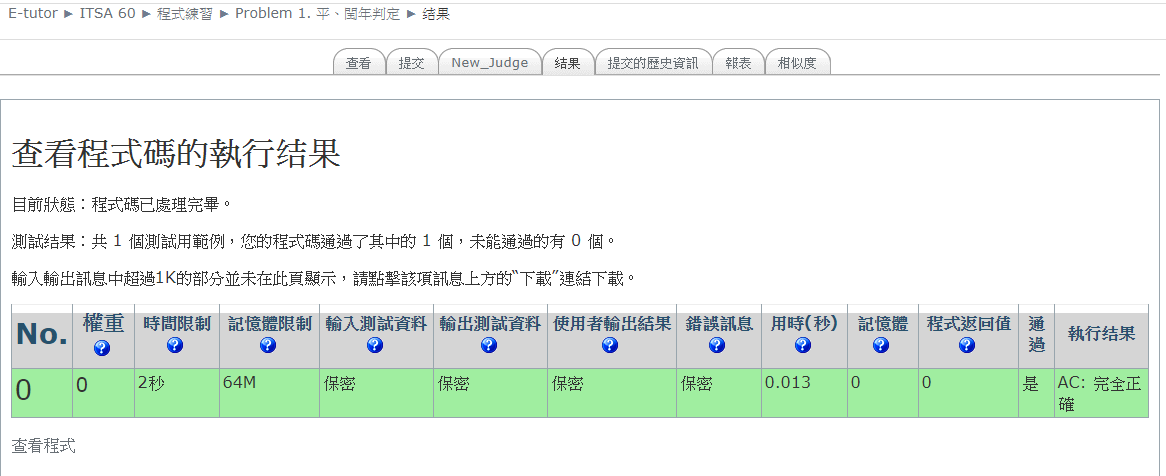 E-tutor ► ITSA 60 ► 程式練習 ► Problem 1. 平、閏年判定 ► 结果
查看 提交 New_Judge 结果 提交的歷史資訊 報表 相似度
查看程式碼的執行结果
目前狀態：程式碼已處理完畢。
測試结果：共 1 個測試用範例，您的程式碼通過了其中的 1 個，未能通過的有 0 個。
輸入輸出訊息中超過1K的部分並未在此頁顯示，請點擊該項訊息上方的“下載”連結下載。
No. 權重 時間限制 記憶體限制 輸入測試資料 輸出測試資料 使用者輸出結果 錯誤訊息 用時(秒) 記憶體 程式返回值 通過 執行结果
0 0 2秒 64M 保密 保密 保密 保密 0.013 0 0 是 AC: 完全正確
查看程式